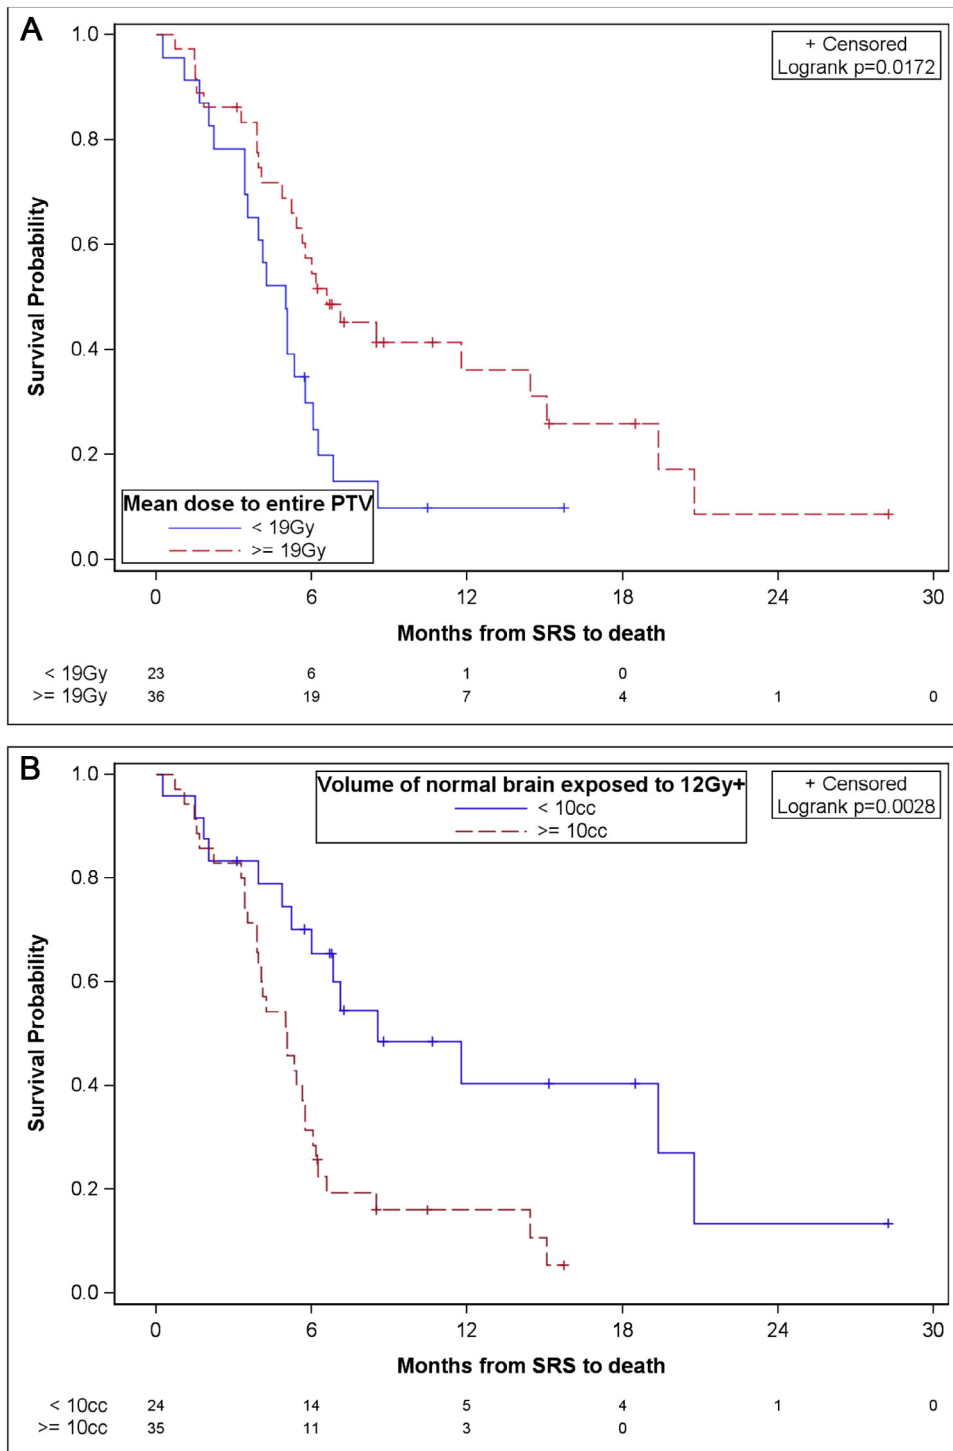 A
+ Censored
Logrank p=0.0172
1.0
0.8
0.6
0.4
0.2
0.0
Survival Probability
Mean dose to entire PTV
< 19Gy
>= 19Gy
0 6 12 18 24 30
Months from SRS to death
< 19Gy 23 6 1 0
>= 19Gy 36 19 7 4 1 0
B
Volume of normal brain exposed to 12Gy+
< 10cc
>= 10cc
+ Censored
Logrank p=0.0028
1.0
0.8
0.6
0.4
0.2
0.0
Survival Probability
0 6 12 18 24 30
Months from SRS to death
< 10cc 24 14 5 4 1 0
>= 10cc 35 11 3 0